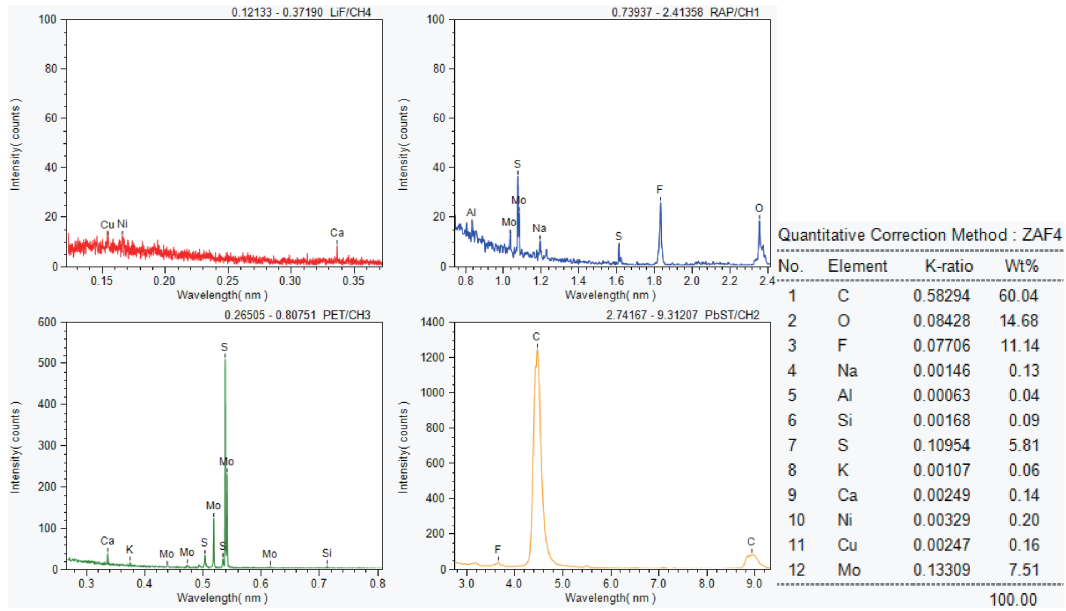 0.12133 - 0.37190 LiF/CH4
100
80
60
40
20
0
Intensity( counts )
Cu Ni
Ca
0.15 0.20 0.25 0.30 0.35
Wavelength( nm )
0.73937 - 2.41358 RAP/CH1
100
80
60
40
20
0
Intensity( counts )
Al
Mo
S
Mo
Na
S
F
O
0.8 1.0 1.2 1.4 1.6 1.8 2.0 2.2 2.4
Wavelength( nm )
0.26505 - 0.80751 PET/CH3
600
500
400
300
200
100
0
Intensity( counts )
Ca
K
Mo
Mo
S
Mo
S
S
Mo
Mo
Si
0.3 0.4 0.5 0.6 0.7 0.8
Wavelength( nm )
2.74167 - 9.31207 PbST/CH2
1400
1200
1000
800
600
400
200
0
Intensity( counts )
F
C
C
3.0 4.0 5.0 6.0 7.0 8.0 9.0
Wavelength( nm )
Quantitative Correction Method : ZAF4
No. Element K-ratio Wt%
1 C 0.58294 60.04
2 O 0.08428 14.68
3 F 0.07706 11.14
4 Na 0.00146 0.13
5 Al 0.00063 0.04
6 Si 0.00168 0.09
7 S 0.10954 5.81
8 K 0.00107 0.06
9 Ca 0.00249 0.14
10 Ni 0.00329 0.20
11 Cu 0.00247 0.16
12 Mo 0.13309 7.51
100.00